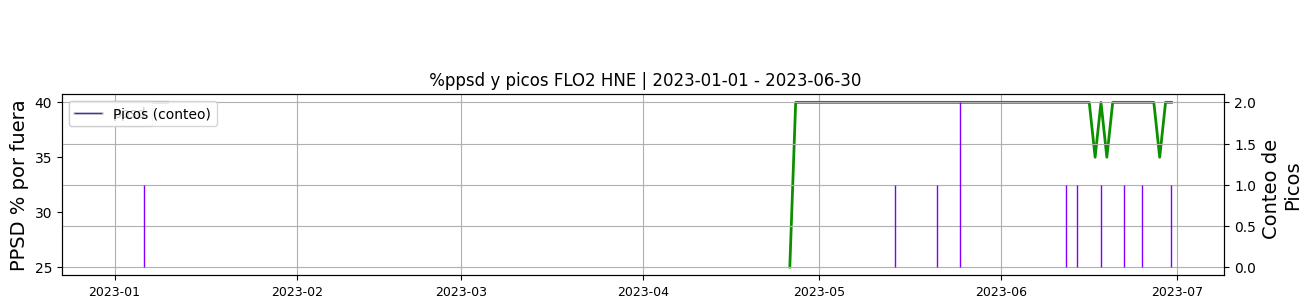 %ppsd y picos FLO2 HNE | 2023-01-01 - 2023-06-30
Picos (conteo)
PPSD % por fuera
40
35
30
25
2.0
1.5
1.0
0.5
0.0
Conteo de
Picos
2023-01 2023-02 2023-03 2023-04 2023-05 2023-06 2023-07